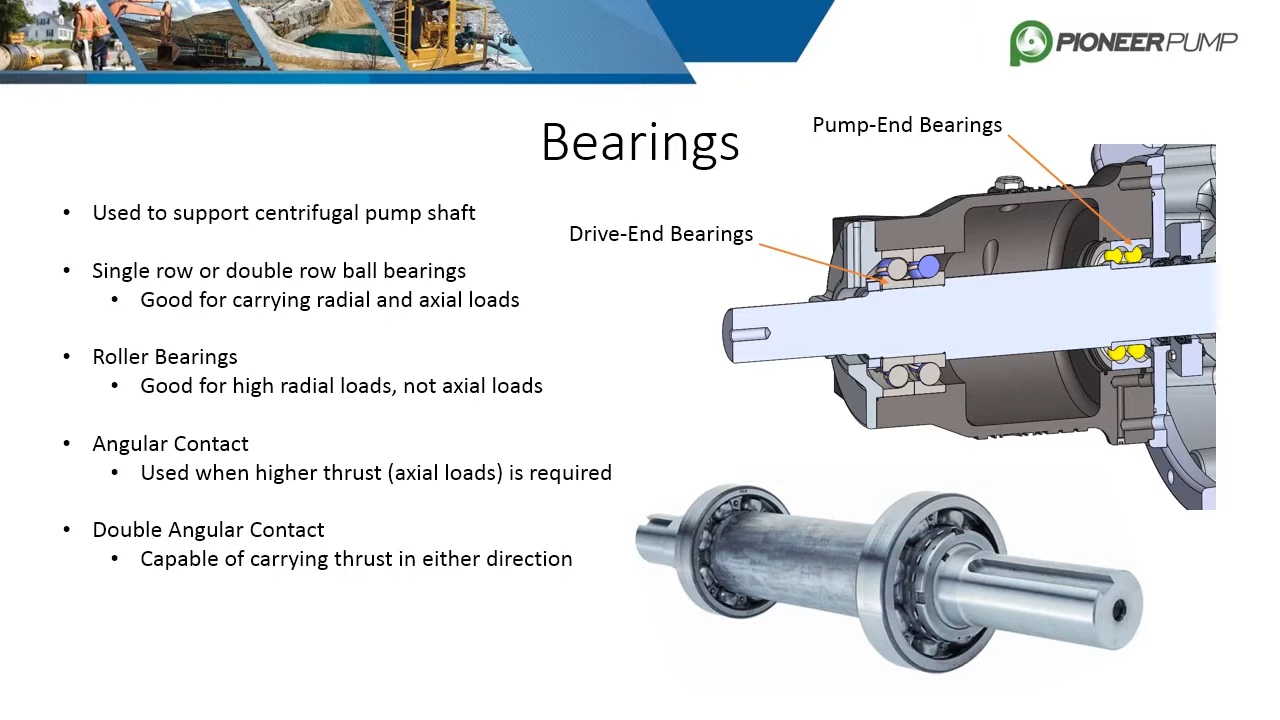 PIONEERPUMP
Bearings
Pump-End Bearings
Drive-End Bearings
• Used to support centrifugal pump shaft
• Single row or double row ball bearings
• Good for carrying radial and axial loads
• Roller Bearings
• Good for high radial loads, not axial loads
• Angular Contact
• Used when higher thrust (axial loads) is required
• Double Angular Contact
• Capable of carrying thrust in either direction